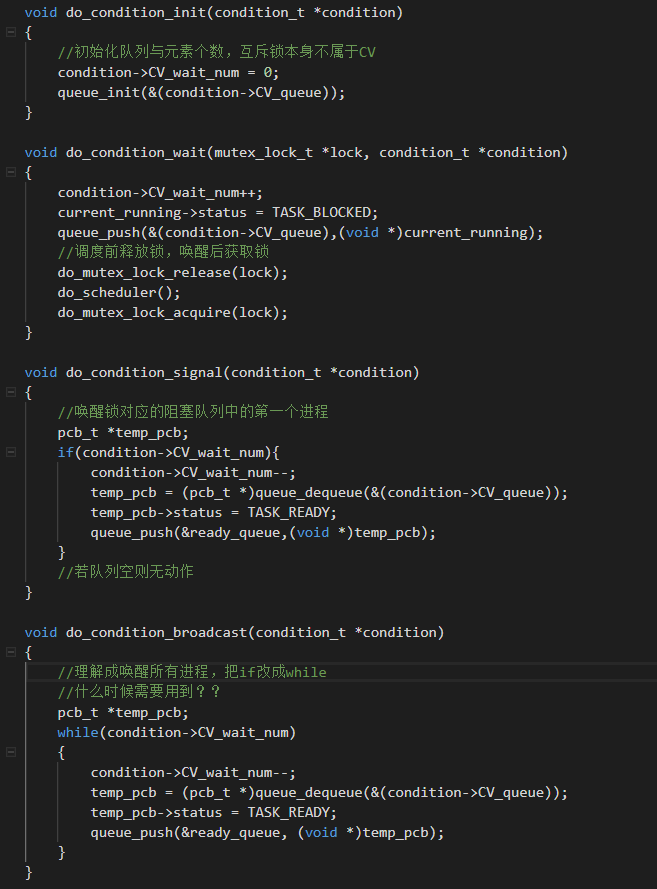 void do_condition_init(condition_t *condition)
{
    //初始化队列与元素个数，互斥锁本身不属于CV
    condition->CV_wait_num = 0;
    queue_init(&(condition->CV_queue));
}

void do_condition_wait(mutex_lock_t *lock, condition_t *condition)
{
    condition->CV_wait_num++;
    current_running->status = TASK_BLOCKED;
    queue_push(&(condition->CV_queue),(void *)current_running);
    //调度前释放锁，唤醒后获取锁
    do_mutex_lock_release(lock);
    do_scheduler();
    do_mutex_lock_acquire(lock);
}

void do_condition_signal(condition_t *condition)
{
    //唤醒锁对应的阻塞队列中的第一个进程
    pcb_t *temp_pcb;
    if(condition->CV_wait_num){
        condition->CV_wait_num--;
        temp_pcb = (pcb_t *)queue_dequeue(&(condition->CV_queue));
        temp_pcb->status = TASK_READY;
        queue_push(&ready_queue,(void *)temp_pcb);
    }
    //若队列空则无动作
}

void do_condition_broadcast(condition_t *condition)
{
    //理解成唤醒所有进程，把if改成while
    //什么时候需要用到？？
    pcb_t *temp_pcb;
    while(condition->CV_wait_num)
    {
        condition->CV_wait_num--;
        temp_pcb = (pcb_t *)queue_dequeue(&(condition->CV_queue));
        temp_pcb->status = TASK_READY;
        queue_push(&ready_queue, (void *)temp_pcb);
    }
}